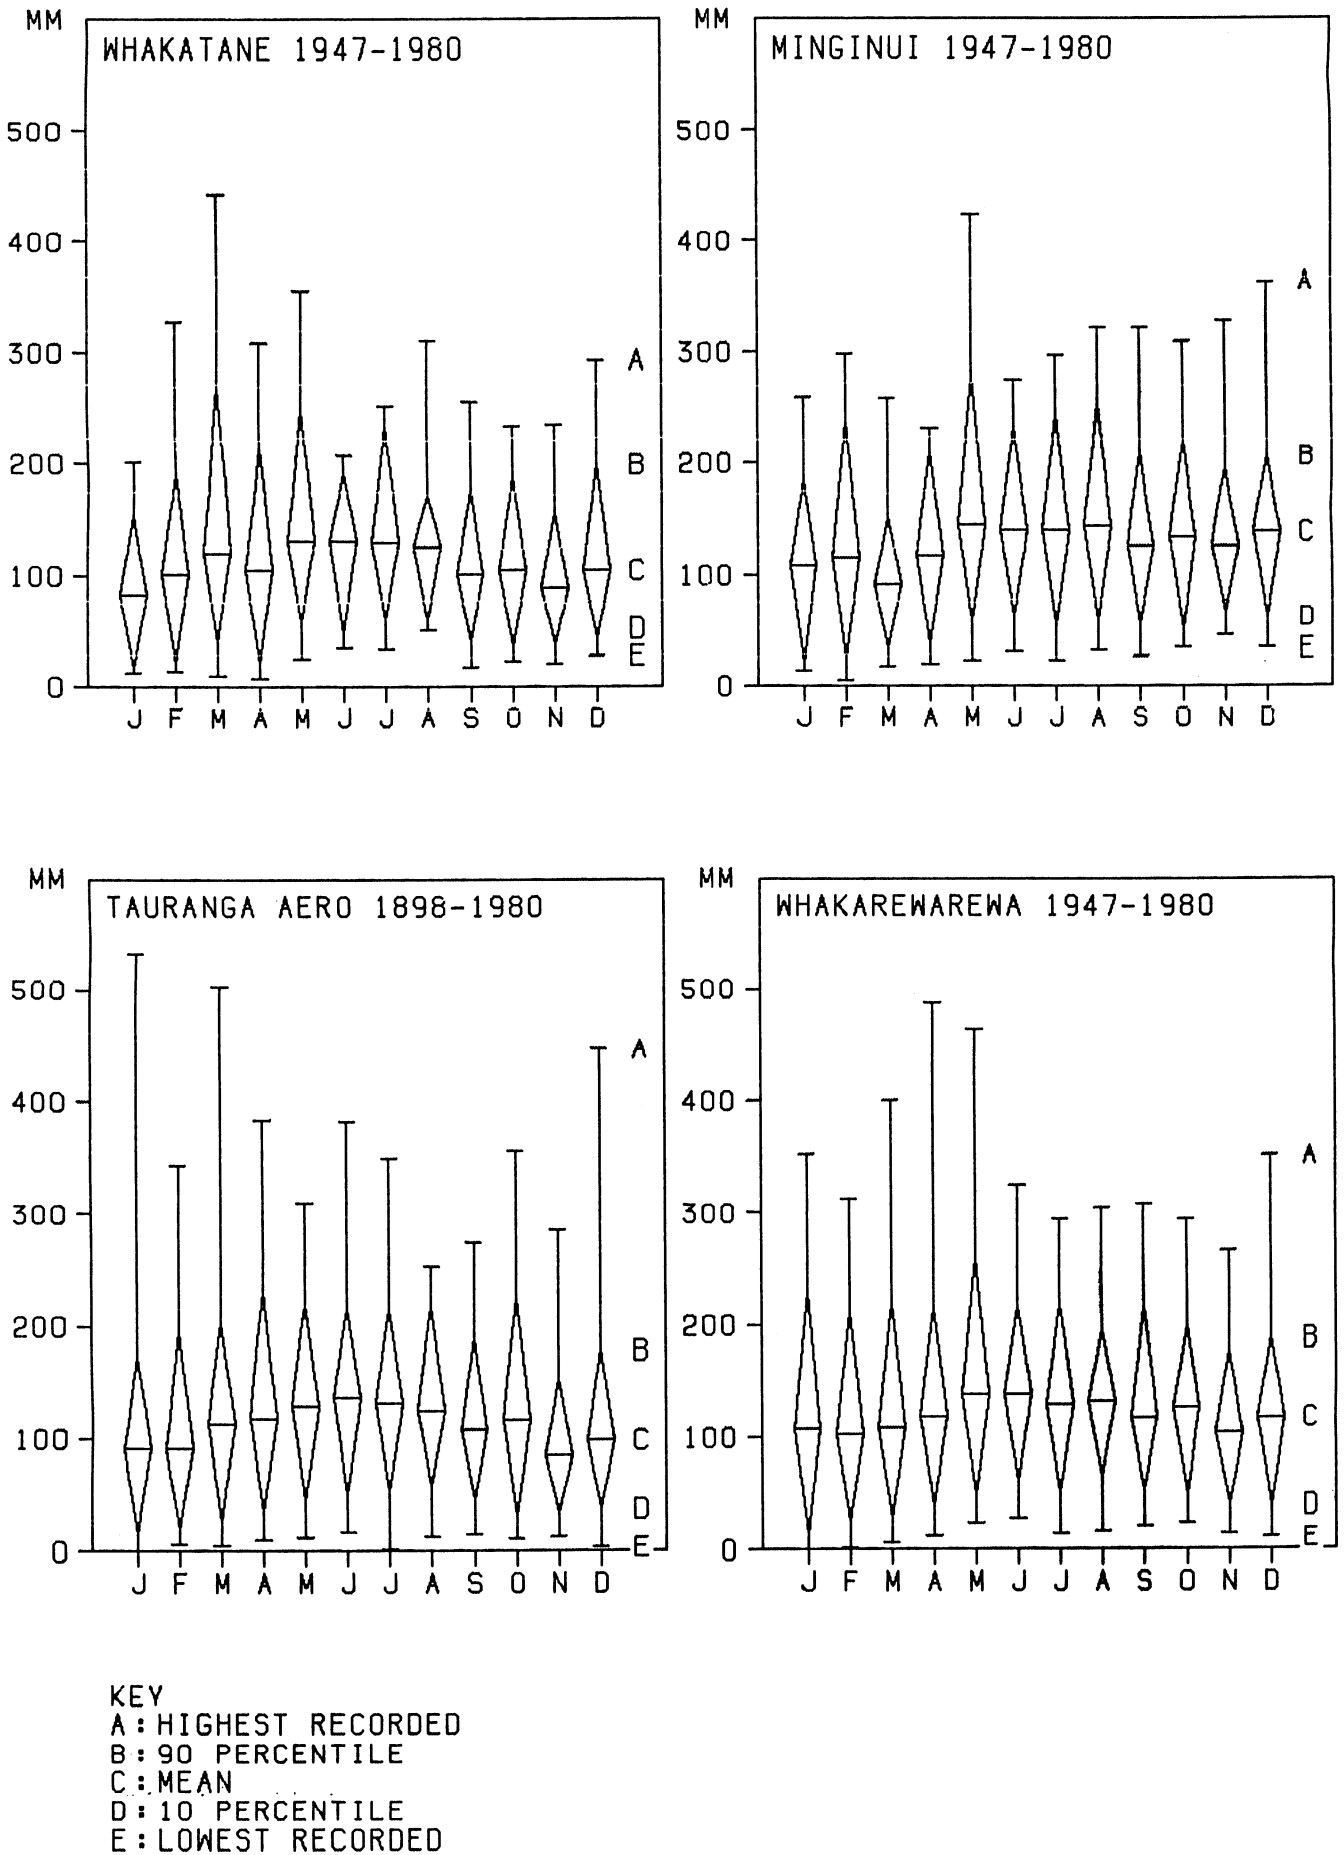 MM
WHAKATANE 1947-1980
500
400
300
200
100
0
A
B
C
D
E
J F M A M J J A S O N D
MM
MINGINUI 1947-1980
500
400
300
200
100
0
A
B
C
D
E
J F M A M J J A S O N D
MM
TAURANGA AERO 1898-1980
500
400
300
200
100
0
A
B
C
D
E
J F M A M J J A S O N D
MM
WHAKAREWAREWA 1947-1980
500
400
300
200
100
0
A
B
C
D
E
J F M A M J J A S O N D
KEY
A: HIGHEST RECORDED
B: 90 PERCENTILE
C: MEAN
D: 10 PERCENTILE
E: LOWEST RECORDED